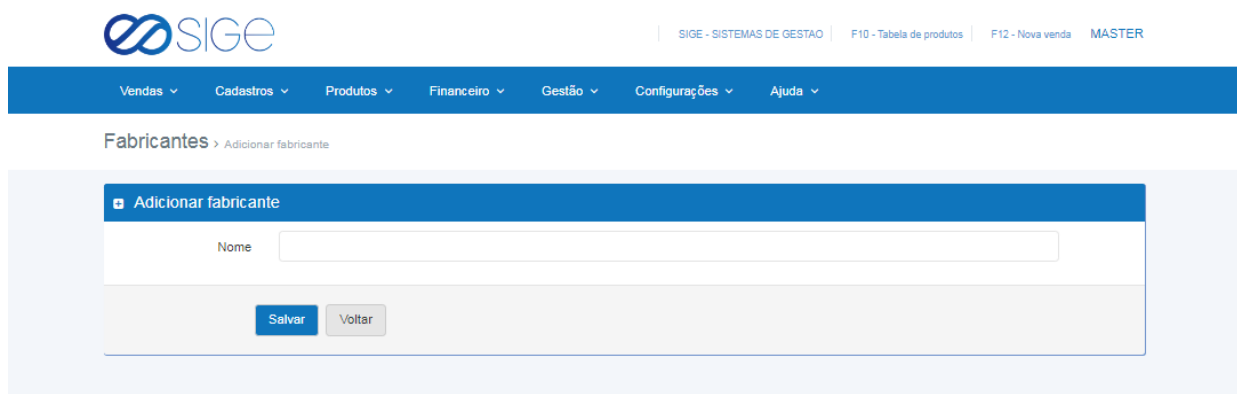 SIGE
SIGE - SISTEMAS DE GESTAO F10 - Tabela de produtos F12 - Nova venda MASTER
Vendas Cadastros Produtos Financeiro Gestão Configurações Ajuda
Fabricantes › Adicionar fabricante
Adicionar fabricante
Nome
Salvar Voltar